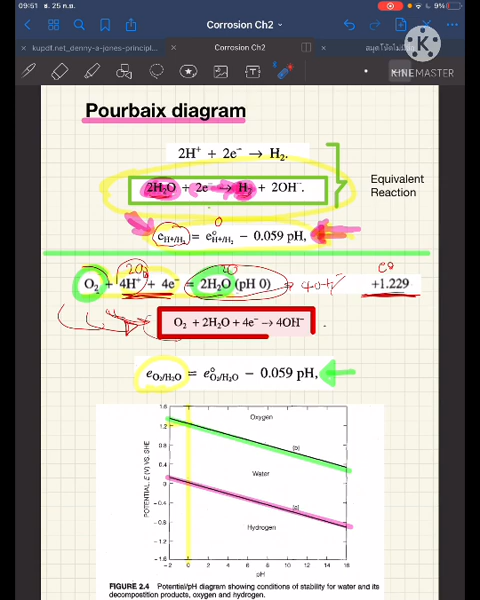 09:51 ส. 25 ก.ย.
9%
Corrosion Ch2
kupdf.net_denny-a-jones-principl...
Corrosion Ch2
KINEMASTER
Pourbaix diagram
2H⁺ + 2e⁻ → H₂.
2H₂O + 2e⁻ → H₂ + 2OH⁻.
Equivalent
Reaction
0
e_H⁺/H₂ = e°_H⁺/H₂ − 0.059 pH,
O₂ + 4H⁺ + 4e⁻ = 2H₂O (pH 0)
+1.229
O₂ + 2H₂O + 4e⁻ → 4OH⁻
.
e_O₂/H₂O = e°_O₂/H₂O − 0.059 pH,
POTENTIAL, E (V) VS. SHE
1.6
1.2
0.8
0.4
0
−0.4
−0.8
−1.2
−1.6
Oxygen
(b)
Water
(a)
Hydrogen
−2 0 2 4 6 8 10 12 14 16
pH
FIGURE 2.4 Potential/pH diagram showing conditions of stability for water and its
decomposition products, oxygen and hydrogen.